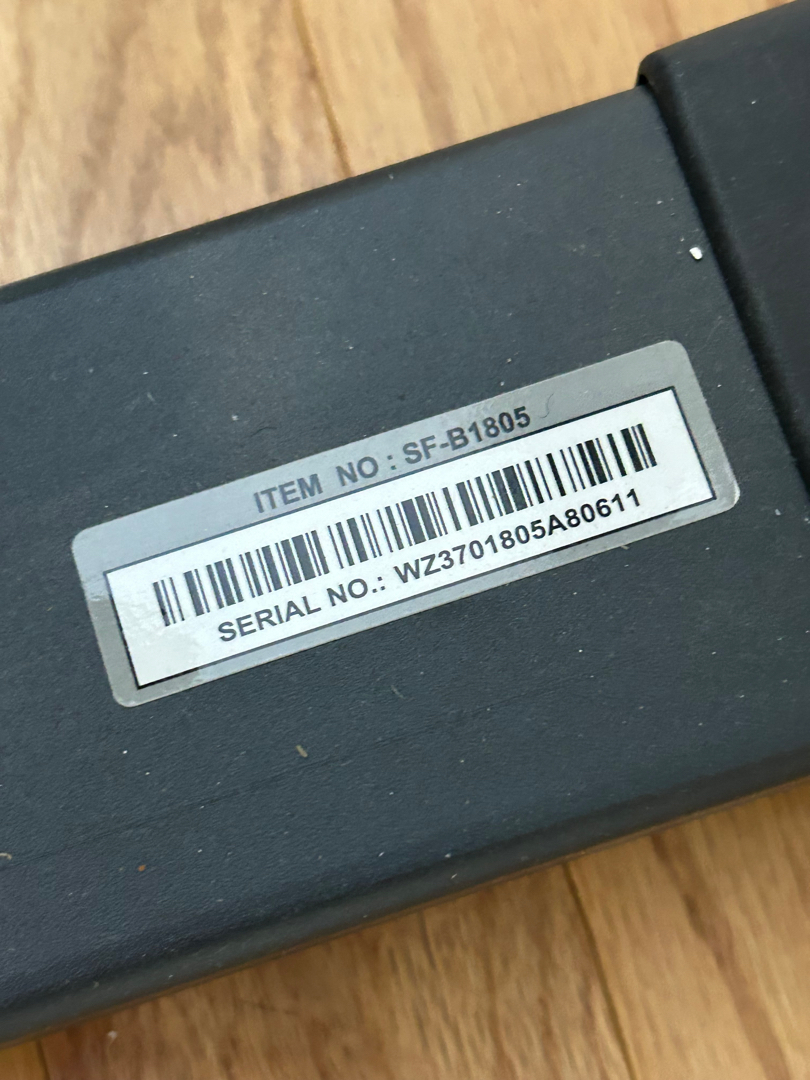 ITEM NO : SF-B1805
SERIAL NO.: WZ3701805A80611